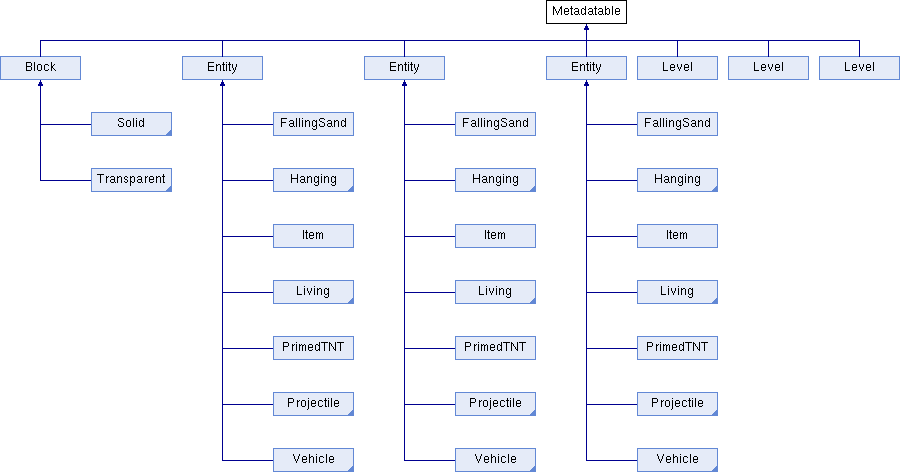 Metadatable
Block
Entity
Entity
Entity
Level
Level
Level
Solid
FallingSand
FallingSand
FallingSand
Transparent
Hanging
Hanging
Hanging
Item
Item
Item
Living
Living
Living
PrimedTNT
PrimedTNT
PrimedTNT
Projectile
Projectile
Projectile
Vehicle
Vehicle
Vehicle